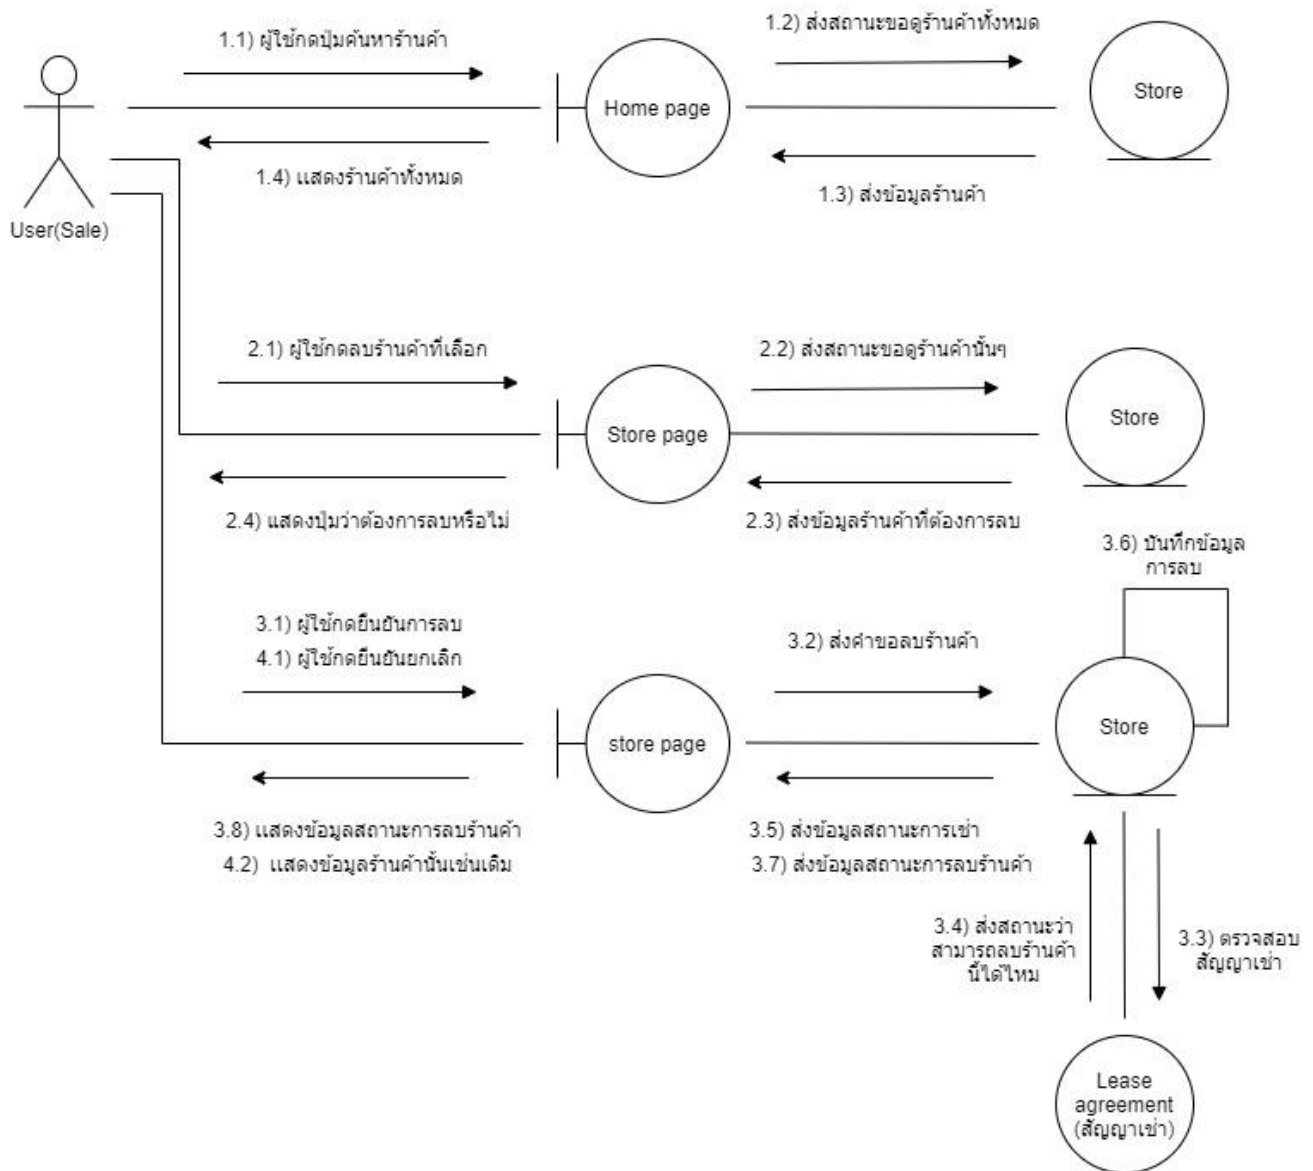 1.1) ผู้ใช้กดปุ่มค้นหาร้านค้า
1.2) ส่งสถานะขอดูร้านค้าทั้งหมด
Home page
Store
1.4) แสดงร้านค้าทั้งหมด
1.3) ส่งข้อมูลร้านค้า
User(Sale)
2.1) ผู้ใช้กดลบร้านค้าที่เลือก
2.2) ส่งสถานะขอดูร้านค้านั้นๆ
Store page
Store
2.4) แสดงปุ่มว่าต้องการลบหรือไม่
2.3) ส่งข้อมูลร้านค้าที่ต้องการลบ
3.6) บันทึกข้อมูล
การลบ
3.1) ผู้ใช้กดยืนยันการลบ
4.1) ผู้ใช้กดยืนยันยกเลิก
3.2) ส่งคำขอลบร้านค้า
store page
Store
3.8) แสดงข้อมูลสถานะการลบร้านค้า
4.2) แสดงข้อมูลร้านค้านั้นเช่นเดิม
3.5) ส่งข้อมูลสถานะการเช่า
3.7) ส่งข้อมูลสถานะการลบร้านค้า
3.4) ส่งสถานะว่า
สามารถลบร้านค้า
นี้ได้ไหม
3.3) ตรวจสอบ
สัญญาเช่า
Lease
agreement
(สัญญาเช่า)